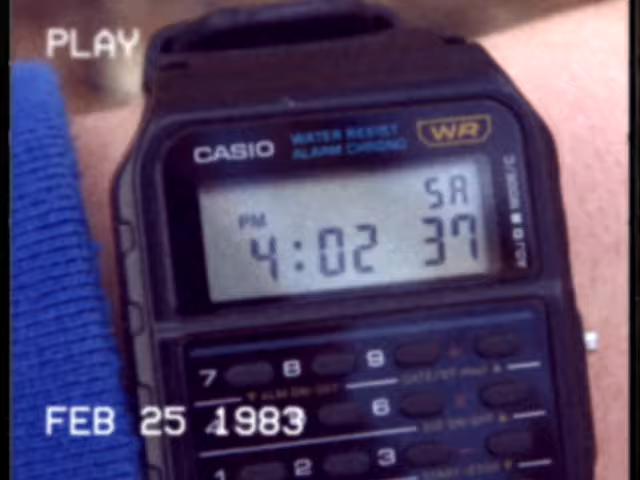 PLAY
CASIO
WATER RESIST
ALARM CHRONO
WR
SA
PM
4:02 37
7 8 9
FEB 25 1983
4 6
1 2 3